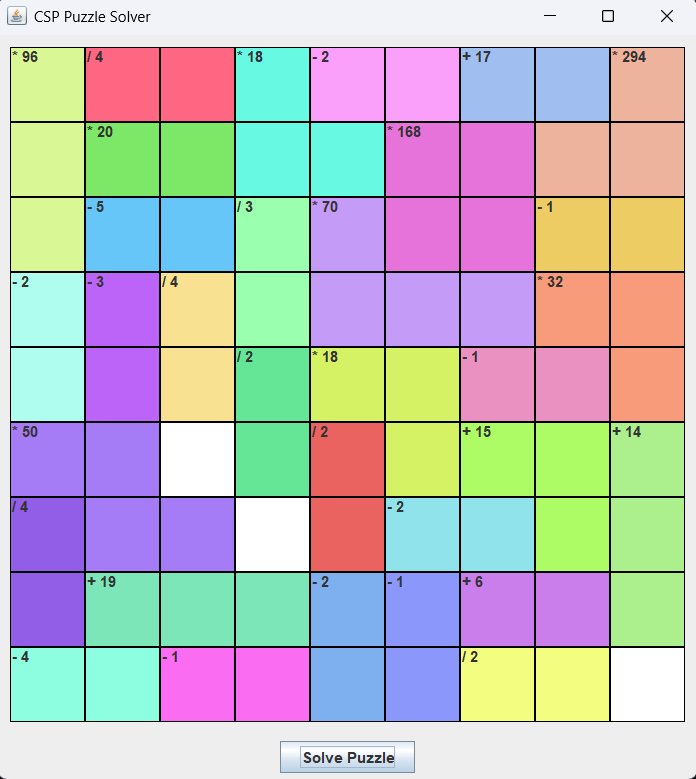 CSP Puzzle Solver
* 96 / 4 * 18 - 2 + 17 * 294
* 20 * 168
- 5 / 3 * 70 - 1
- 2 - 3 / 4 * 32
/ 2 * 18 - 1
* 50 / 2 + 15 + 14
/ 4 - 2
+ 19 - 2 - 1 + 6
- 4 - 1 / 2
Solve Puzzle